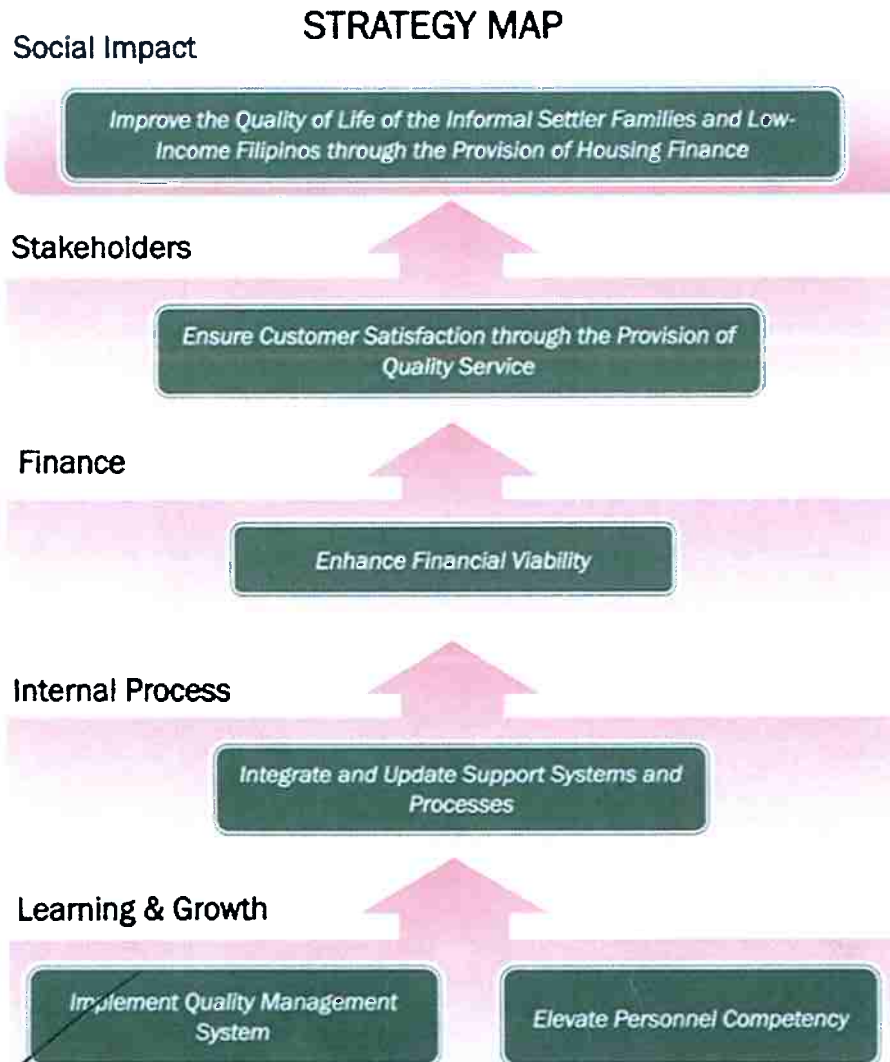 STRATEGY MAP
Social Impact
Improve the Quality of Life of the Informal Settler Families and Low-
Income Filipinos through the Provision of Housing Finance
Stakeholders
Ensure Customer Satisfaction through the Provision of
Quality Service
Finance
Enhance Financial Viability
Internal Process
Integrate and Update Support Systems and
Processes
Learning & Growth
Implement Quality Management
System
Elevate Personnel Competency